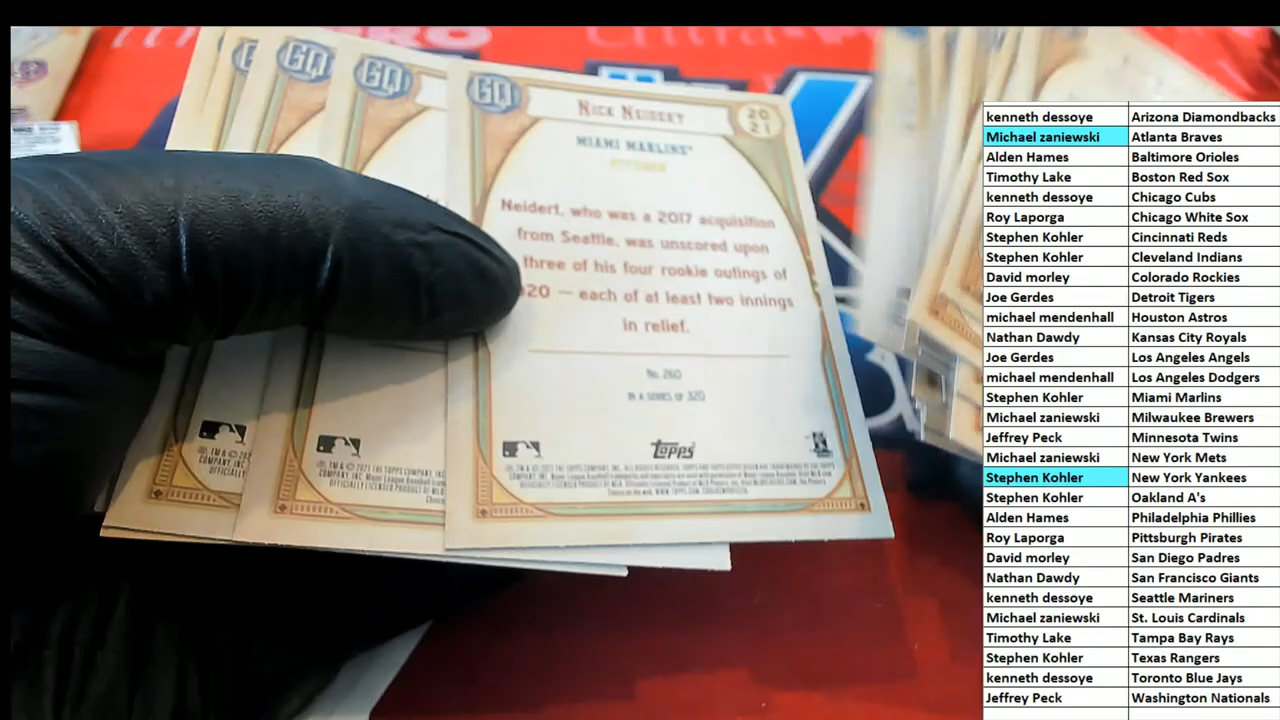 GQ
GQ
GQ
NICK NEIDERT
20
21
MIAMI MARLINS
PITCHER
Neidert, who was a 2017 acquisition
from Seattle, was unscored upon
three of his four rookie outings of
20 — each of at least two innings
in relief.
No. 260
IN A SERIES OF 320
Topps
kenneth dessoye Arizona Diamondbacks
Michael zaniewski Atlanta Braves
Alden Hames Baltimore Orioles
Timothy Lake Boston Red Sox
kenneth dessoye Chicago Cubs
Roy Laporga Chicago White Sox
Stephen Kohler Cincinnati Reds
Stephen Kohler Cleveland Indians
David morley Colorado Rockies
Joe Gerdes Detroit Tigers
michael mendenhall Houston Astros
Nathan Dawdy Kansas City Royals
Joe Gerdes Los Angeles Angels
michael mendenhall Los Angeles Dodgers
Stephen Kohler Miami Marlins
Michael zaniewski Milwaukee Brewers
Jeffrey Peck Minnesota Twins
Michael zaniewski New York Mets
Stephen Kohler New York Yankees
Stephen Kohler Oakland A's
Alden Hames Philadelphia Phillies
Roy Laporga Pittsburgh Pirates
David morley San Diego Padres
Nathan Dawdy San Francisco Giants
kenneth dessoye Seattle Mariners
Michael zaniewski St. Louis Cardinals
Timothy Lake Tampa Bay Rays
Stephen Kohler Texas Rangers
kenneth dessoye Toronto Blue Jays
Jeffrey Peck Washington Nationals